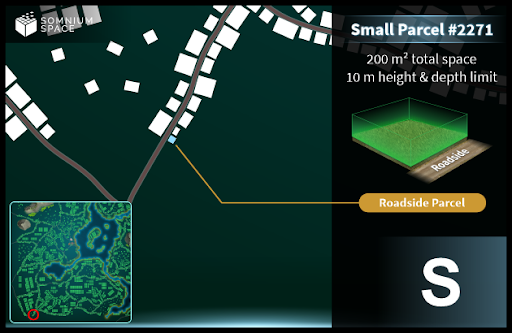 SOMNIUM
SPACE
Small Parcel #2271
200 m² total space
10 m height & depth limit
Roadside
Roadside Parcel
S